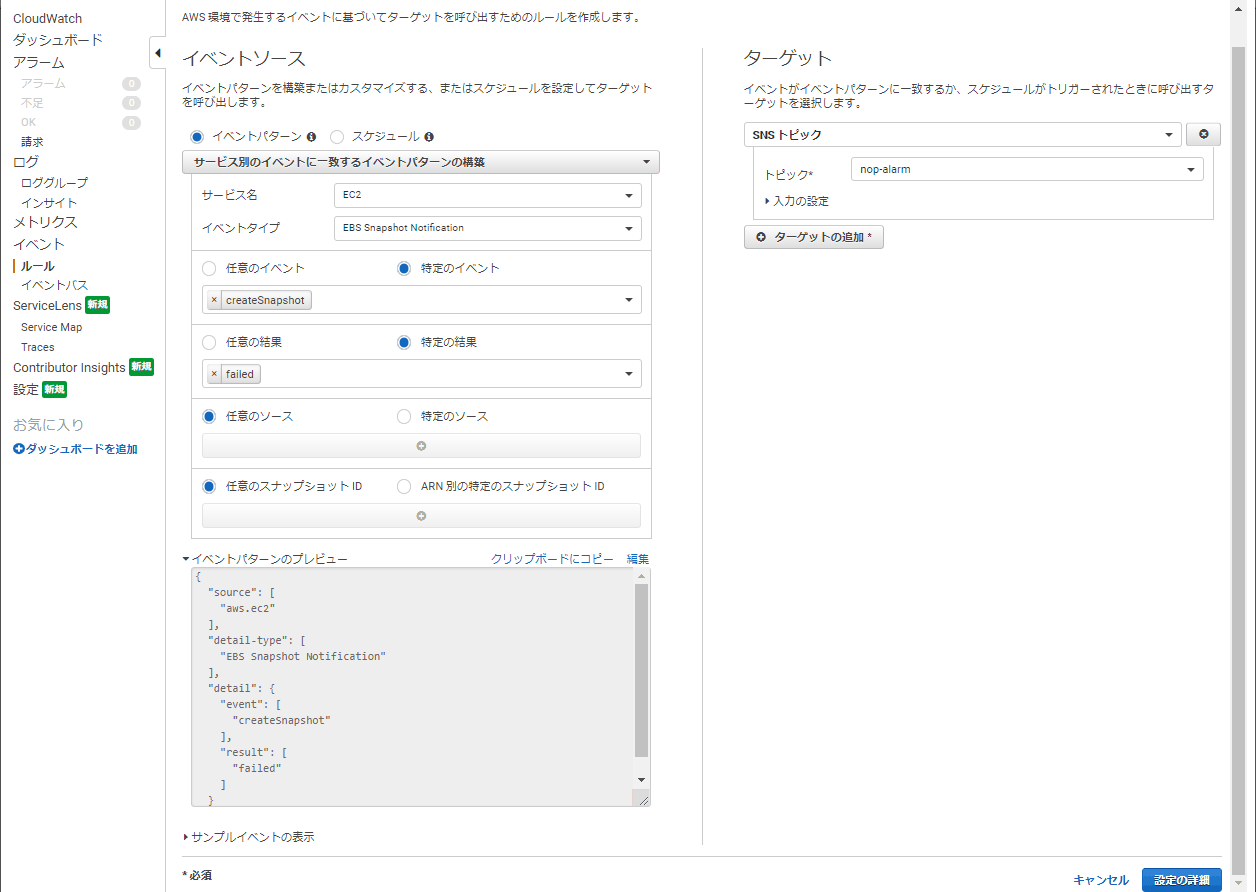 CloudWatch
ダッシュボード
アラーム
アラーム 0
不足 0
OK 0
請求
ログ
ロググループ
インサイト
メトリクス
イベント
ルール
イベントバス
ServiceLens 新規
Service Map
Traces
Contributor Insights 新規
設定 新規
お気に入り
ダッシュボードを追加
AWS 環境で発生するイベントに基づいてターゲットを呼び出すためのルールを作成します。
イベントソース
イベントパターンを構築またはカスタマイズする、またはスケジュールを設定してターゲット
を呼び出します。
イベントパターン スケジュール
サービス別のイベントに一致するイベントパターンの構築
サービス名 EC2
イベントタイプ EBS Snapshot Notification
任意のイベント 特定のイベント
× createSnapshot
任意の結果 特定の結果
× failed
任意のソース 特定のソース
任意のスナップショット ID ARN 別の特定のスナップショット ID
イベントパターンのプレビュー クリップボードにコピー 編集
{
"source": [
"aws.ec2"
],
"detail-type": [
"EBS Snapshot Notification"
],
"detail": {
"event": [
"createSnapshot"
],
"result": [
"failed"
]
}
サンプルイベントの表示
* 必須
ターゲット
イベントがイベントパターンに一致するか、スケジュールがトリガーされたときに呼び出すタ
ーゲットを選択します。
SNS トピック
トピック* nop-alarm
入力の設定
ターゲットの追加 *
キャンセル 設定の詳細